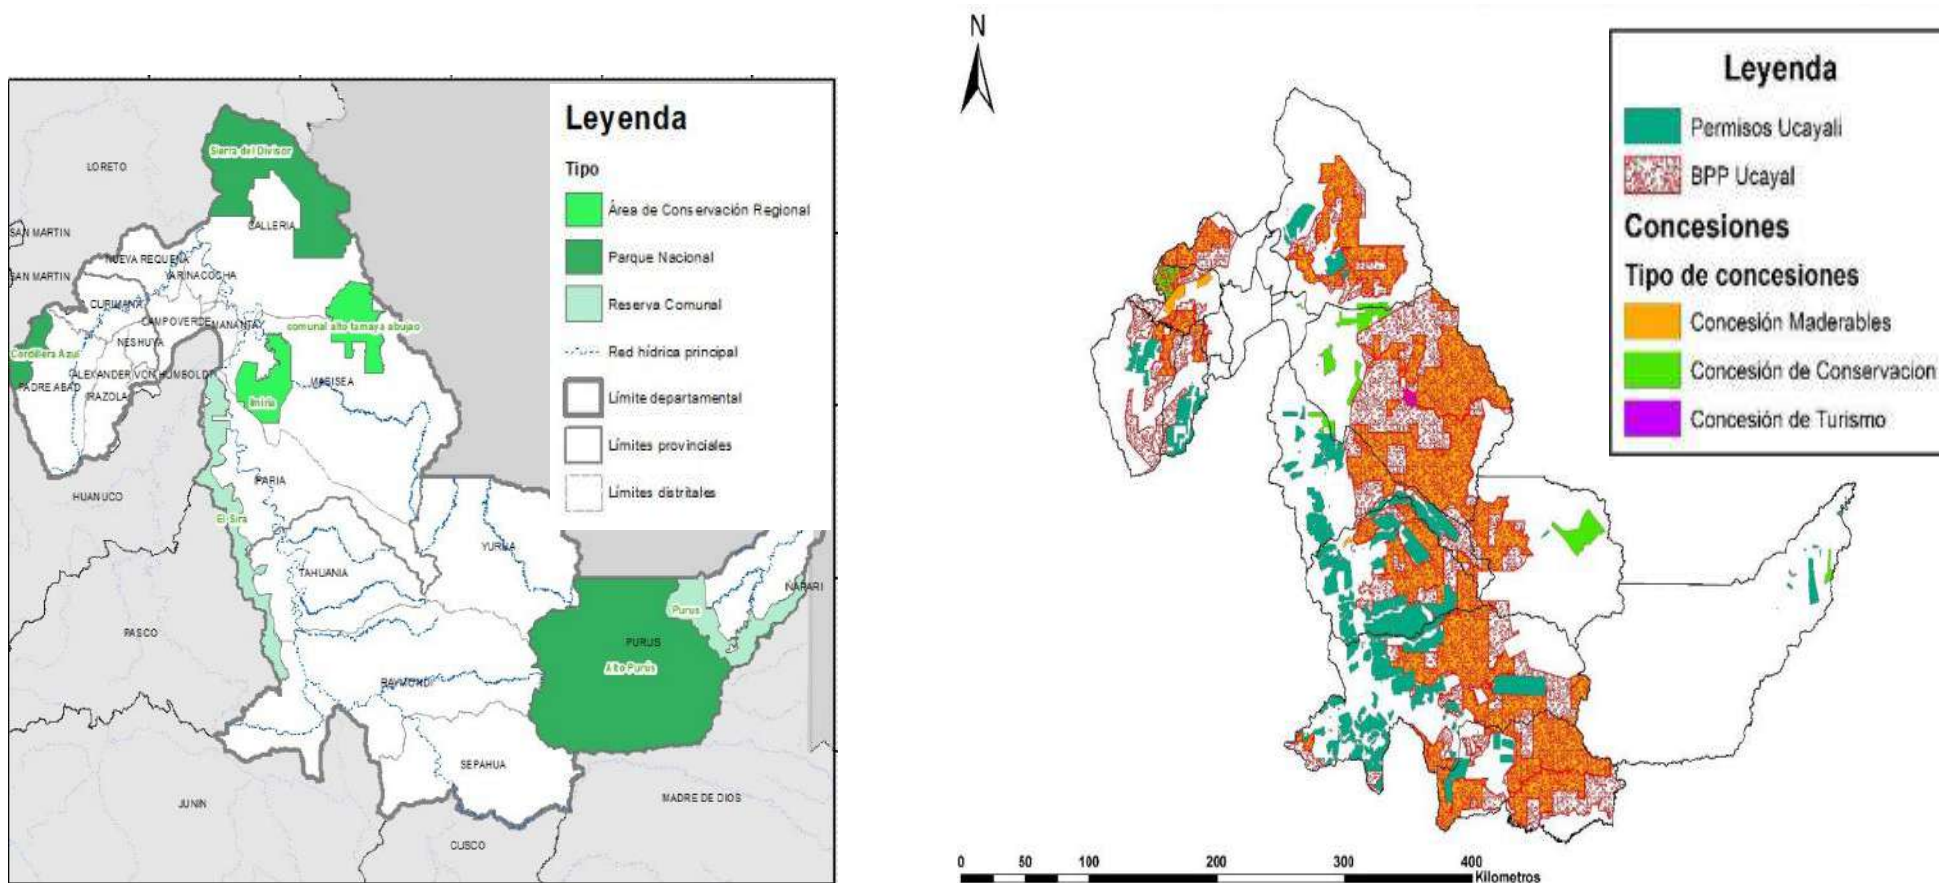 Leyenda
Tipo
Área de Conservación Regional
Parque Nacional
Reserva Comunal
Red hídrica principal
Límite departamental
Límites provinciales
Límites distritales
Sierra del Divisor
LORETO
CALLERIA
SAN MARTIN
NUEVA REQUENA
YARINACOCHA
SAN MARTIN
CURIMANA
CAMPOVERDE
MANANTAY
comunal alto tamaya abujao
NESHUYA
Cordillera Azul
ALEXANDER VON HUMBOLDT
MASISEA
PADRE ABAD
IRAZOLA
Imiria
IPARIA
HUANUCO
El Sira
YURUA
TAHUANIA
IÑAPARI
Purus
PASCO
PURUS
Alto Purús
RAYMONDI
SEPAHUA
JUNIN
MADRE DE DIOS
CUSCO
N
Leyenda
Permisos Ucayali
BPP Ucayal
Concesiones
Tipo de concesiones
Concesión Maderables
Concesión de Conservacion
Concesión de Turismo
0 50 100 200 300 400
Kilometros